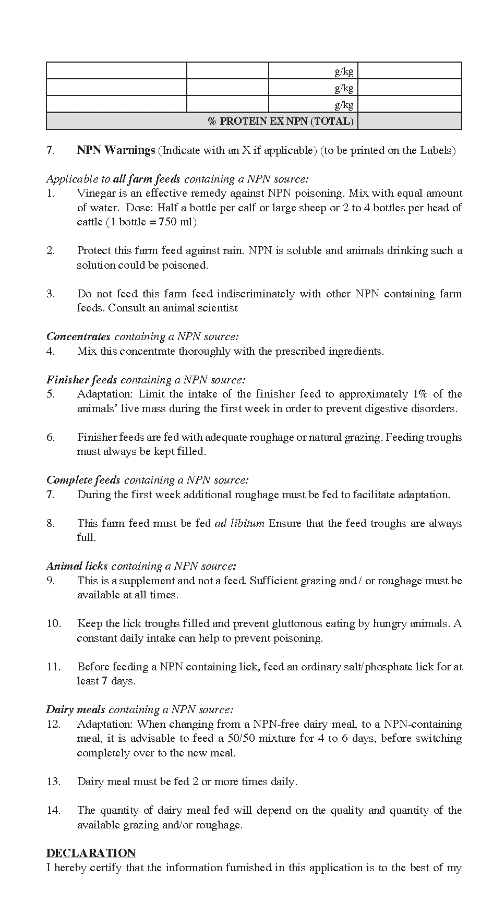 g/kg
g/kg
g/kg
% PROTEIN EX NPN (TOTAL)
7. NPN Warnings (Indicate with an X if applicable) (to be printed on the Labels)
Applicable to all farm feeds containing a NPN source:
1. Vinegar is an effective remedy against NPN poisoning. Mix with equal amount
of water. Dose: Half a bottle per calf or large sheep or 2 to 4 bottles per head of
cattle (1 bottle = 750 ml)
2. Protect this farm feed against rain. NPN is soluble and animals drinking such a
solution could be poisoned.
3. Do not feed this farm feed indiscriminately with other NPN containing farm
feeds. Consult an animal scientist
Concentrates containing a NPN source:
4. Mix this concentrate thoroughly with the prescribed ingredients.
Finisher feeds containing a NPN source:
5. Adaptation: Limit the intake of the finisher feed to approximately 1% of the
animals' live mass during the first week in order to prevent digestive disorders.
6. Finisher feeds are fed with adequate roughage or natural grazing. Feeding troughs
must always be kept filled.
Complete feeds containing a NPN source:
7. During the first week additional roughage must be fed to facilitate adaptation.
8. This farm feed must be fed ad libitum Ensure that the feed troughs are always
full.
Animal licks containing a NPN source:
9. This is a supplement and not a feed. Sufficient grazing and / or roughage must be
available at all times.
10. Keep the lick troughs filled and prevent gluttonous eating by hungry animals. A
constant daily intake can help to prevent poisoning.
11. Before feeding a NPN containing lick, feed an ordinary salt/phosphate lick for at
least 7 days.
Dairy meals containing a NPN source:
12. Adaptation: When changing from a NPN-free dairy meal, to a NPN-containing
meal, it is advisable to feed a 50/50 mixture for 4 to 6 days, before switching
completely over to the new meal.
13. Dairy meal must be fed 2 or more times daily.
14. The quantity of dairy meal fed will depend on the quality and quantity of the
available grazing and/or roughage.
DECLARATION
I hereby certify that the information furnished in this application is to the best of my